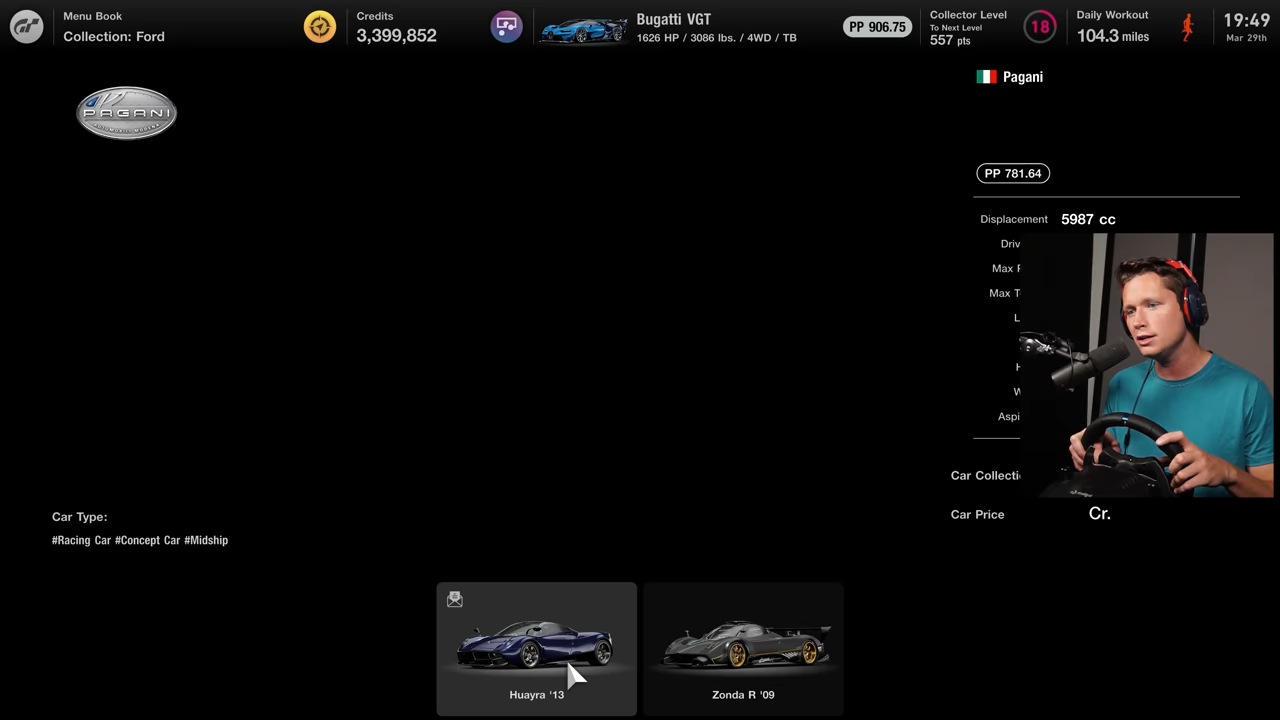 Menu Book
Collection: Ford
Credits
3,399,852
Bugatti VGT
1626 HP / 3086 lbs. / 4WD / TB
PP 906.75
Collector Level
To Next Level
557 pts
18
Daily Workout
104.3 miles
19:49
Mar 29th
PAGANI
AUTOMOBILI MODENA
Pagani
PP 781.64
Displacement 5987 cc
Car Price Cr.
Car Type:
#Racing Car #Concept Car #Midship
Huayra '13
Zonda R '09